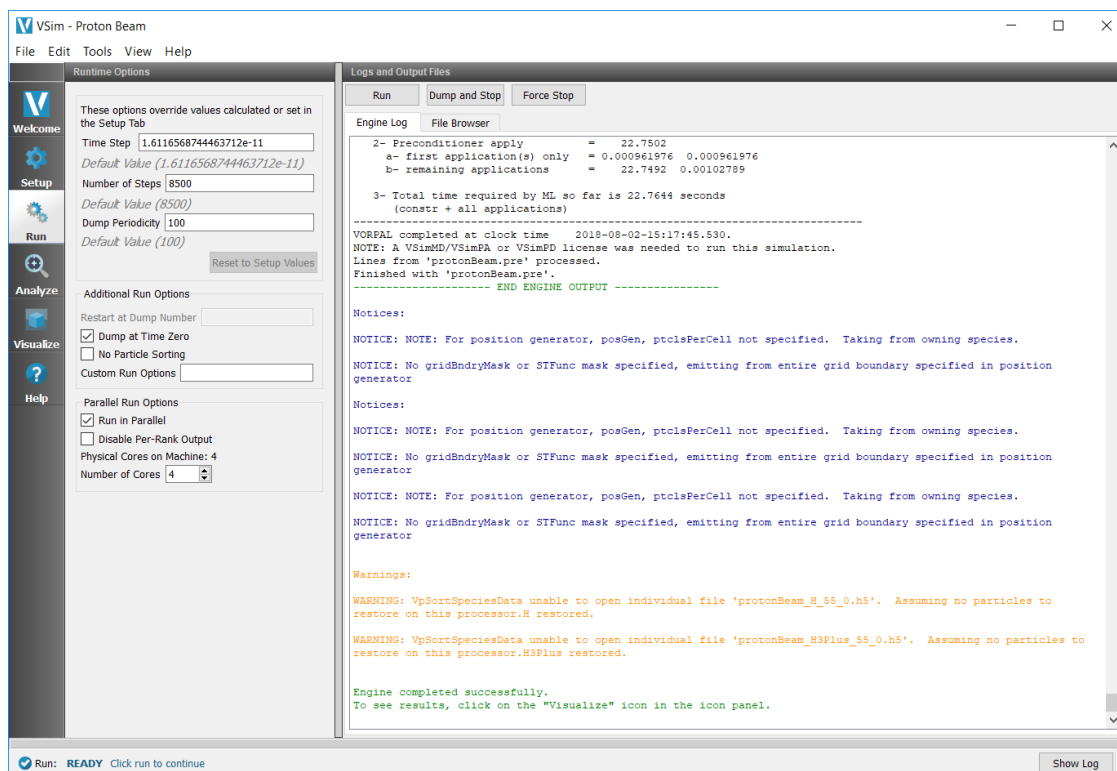 VSim - Proton Beam
File Edit Tools View Help
Runtime Options
Logs and Output Files
Welcome
Setup
Run
Analyze
Visualize
Help
These options override values calculated or set in
the Setup Tab
Time Step 1.6116568744463712e-11
Default Value (1.6116568744463712e-11)
Number of Steps 8500
Default Value (8500)
Dump Periodicity 100
Default Value (100)
Reset to Setup Values
Additional Run Options
Restart at Dump Number
Dump at Time Zero
No Particle Sorting
Custom Run Options
Parallel Run Options
Run in Parallel
Disable Per-Rank Output
Physical Cores on Machine: 4
Number of Cores 4
Run Dump and Stop Force Stop
Engine Log File Browser
2- Preconditioner apply = 22.7502
a- first application(s) only = 0.000961976 0.000961976
b- remaining applications = 22.7492 0.00102789
3- Total time required by ML so far is 22.7644 seconds
(constr + all applications)
------------------------------------------------------------------------------
VORPAL completed at clock time 2018-08-02-15:17:45.530.
NOTE: A VSimMD/VSimPA or VSimPD license was needed to run this simulation.
Lines from 'protonBeam.pre' processed.
Finished with 'protonBeam.pre'.
--------------------- END ENGINE OUTPUT ----------------
Notices:
NOTICE: NOTE: For position generator, posGen, ptclsPerCell not specified. Taking from owning species.
NOTICE: No gridBndryMask or STFunc mask specified, emitting from entire grid boundary specified in position
generator
Notices:
NOTICE: NOTE: For position generator, posGen, ptclsPerCell not specified. Taking from owning species.
NOTICE: No gridBndryMask or STFunc mask specified, emitting from entire grid boundary specified in position
generator
NOTICE: NOTE: For position generator, posGen, ptclsPerCell not specified. Taking from owning species.
NOTICE: No gridBndryMask or STFunc mask specified, emitting from entire grid boundary specified in position
generator
Warnings:
WARNING: VpSortSpeciesData unable to open individual file 'protonBeam_H_55_0.h5'. Assuming no particles to
restore on this processor.H restored.
WARNING: VpSortSpeciesData unable to open individual file 'protonBeam_H3Plus_55_0.h5'. Assuming no particles to
restore on this processor.H3Plus restored.
Engine completed successfully.
To see results, click on the "Visualize" icon in the icon panel.
Run: READY Click run to continue
Show Log